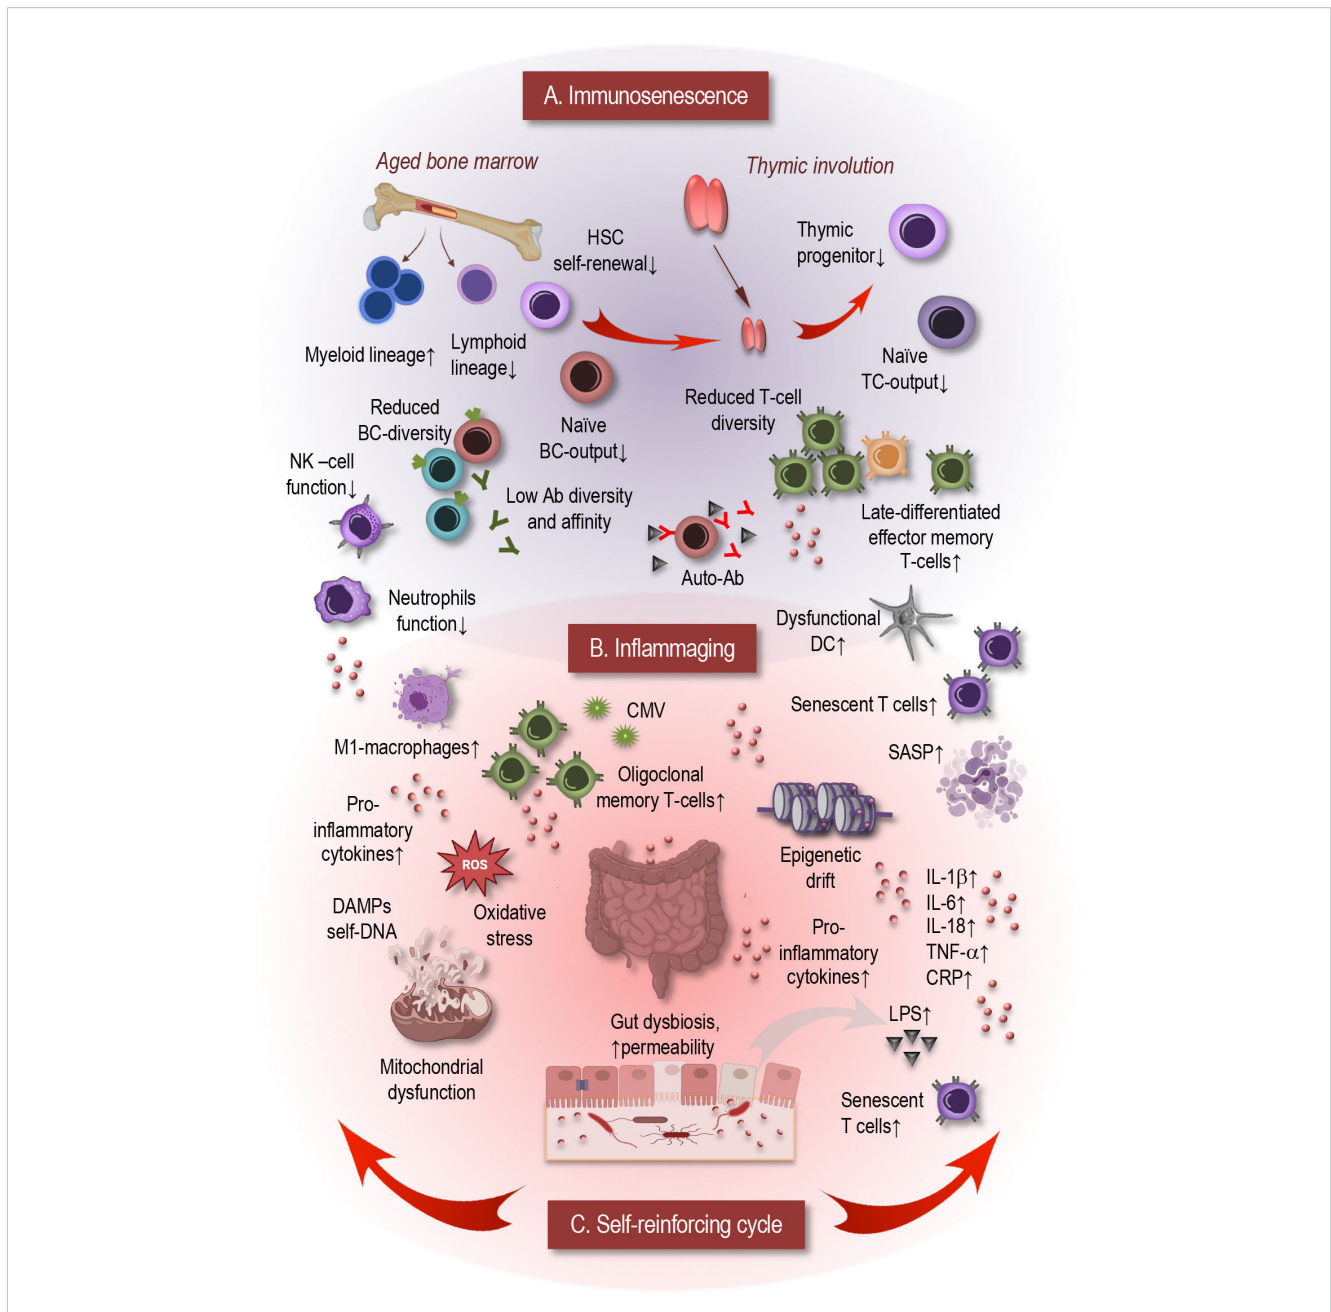 A. Immunosenescence
Aged bone marrow
Thymic involution
HSC
self-renewal↓
Thymic
progenitor↓
Myeloid lineage↑
Lymphoid
lineage↓
Naïve
TC-output↓
Reduced
BC-diversity
Naïve
BC-output↓
Reduced T-cell
diversity
NK –cell
function↓
Low Ab diversity
and affinity
Late-differentiated
effector memory
T-cells↑
Auto-Ab
Neutrophils
function↓
Dysfunctional
DC↑
B. Inflammaging
Senescent T cells↑
CMV
M1-macrophages↑
SASP↑
Oligoclonal
memory T-cells↑
Pro-
inflammatory
cytokines↑
ROS
Oxidative
stress
Epigenetic
drift
DAMPs
self-DNA
IL-1β↑
IL-6↑
IL-18↑
TNF-α↑
CRP↑
Pro-
inflammatory
cytokines↑
LPS↑
Gut dysbiosis,
↑permeability
Mitochondrial
dysfunction
Senescent
T cells↑
C. Self-reinforcing cycle